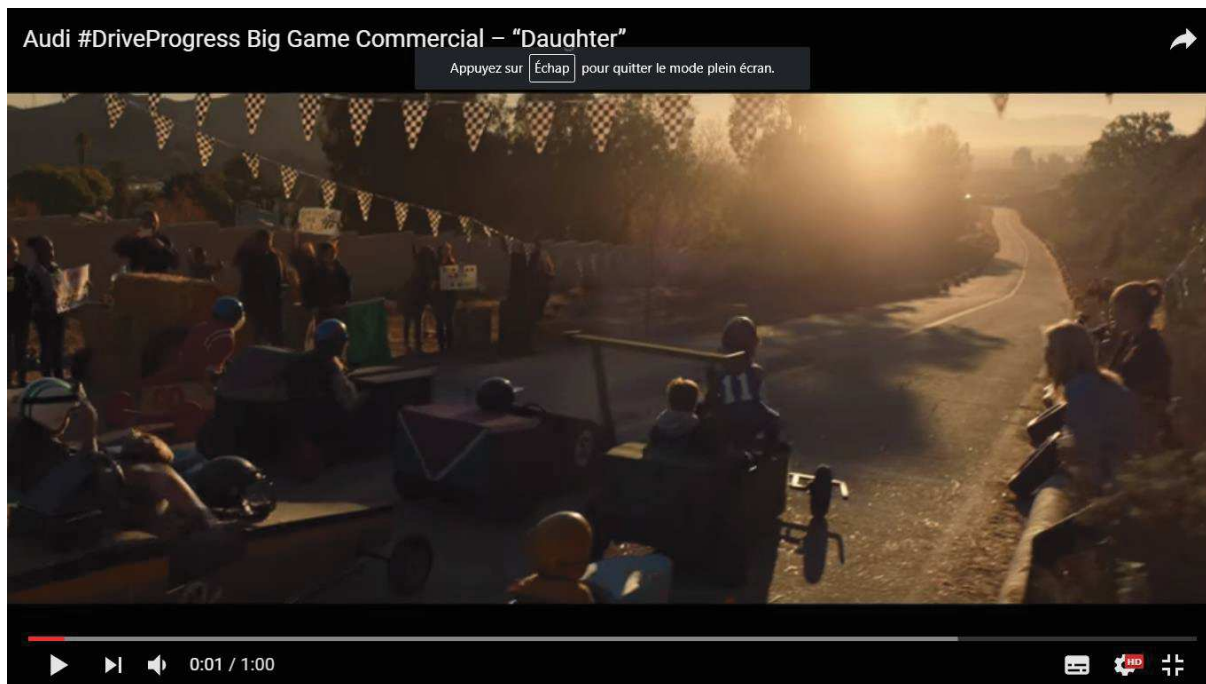 Audi #DriveProgress Big Game Commercial – “Daughter”
Appuyez sur Échap pour quitter le mode plein écran.
11
0:01 / 1:00
HD